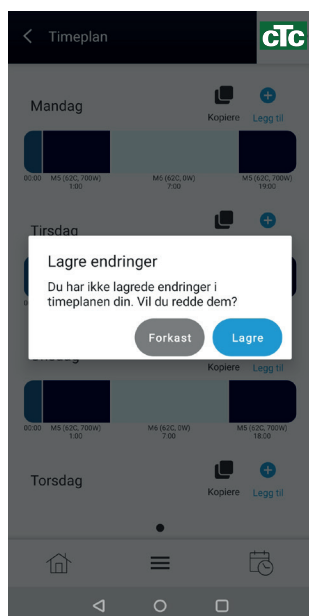 Timeplan
CTC
Mandag
Kopiere Legg til
00:00 M5 (62C, 700W) M6 (62C, 0W) M5 (62C, 700W)
1:00 7:00 19:00
Tirsdag
Lagre endringer
Du har ikke lagrede endringer i
timeplanen din. Vil du redde dem?
Forkast Lagre
Kopiere Legg til
00:00 M5 (62C, 700W) M6 (62C, 0W) M5 (62C, 700W)
1:00 7:00 18:00
Torsdag
Kopiere Legg til